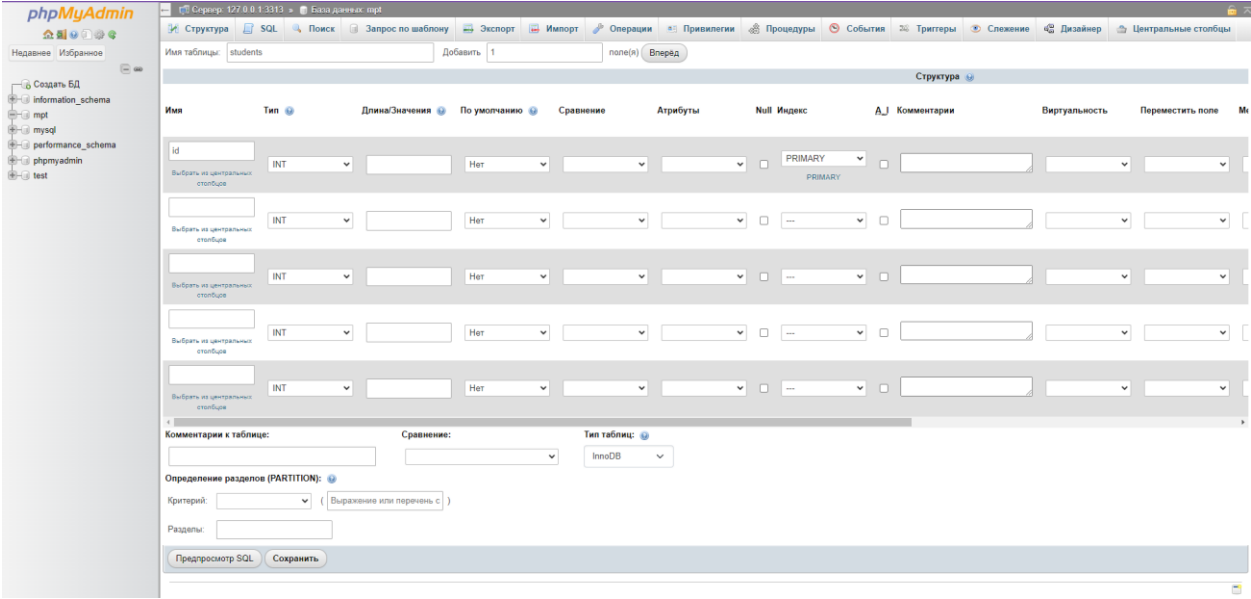 phpMyAdmin
Недавнее Избранное
Создать БД
information_schema
mpt
mysql
performance_schema
phpmyadmin
test
Сервер: 127.0.0.1:3313 » База данных: mpt
Структура SQL Поиск Запрос по шаблону Экспорт Импорт Операции Привилегии Процедуры События Триггеры Слежение Дизайнер Центральные столбцы
Имя таблицы: students Добавить 1 поле(я) Вперёд
Структура
Имя Тип Длина/Значения По умолчанию Сравнение Атрибуты Null Индекс A_I Комментарии Виртуальность Переместить поле Ме
id INT Нет PRIMARY
Выбрать из центральных PRIMARY
столбцов
INT Нет ---
Выбрать из центральных
столбцов
INT Нет ---
Выбрать из центральных
столбцов
INT Нет ---
Выбрать из центральных
столбцов
INT Нет ---
Выбрать из центральных
столбцов
Комментарии к таблице: Сравнение: Тип таблиц:
InnoDB
Определение разделов (PARTITION):
Критерий: ( Выражение или перечень с )
Разделы:
Предпросмотр SQL Сохранить